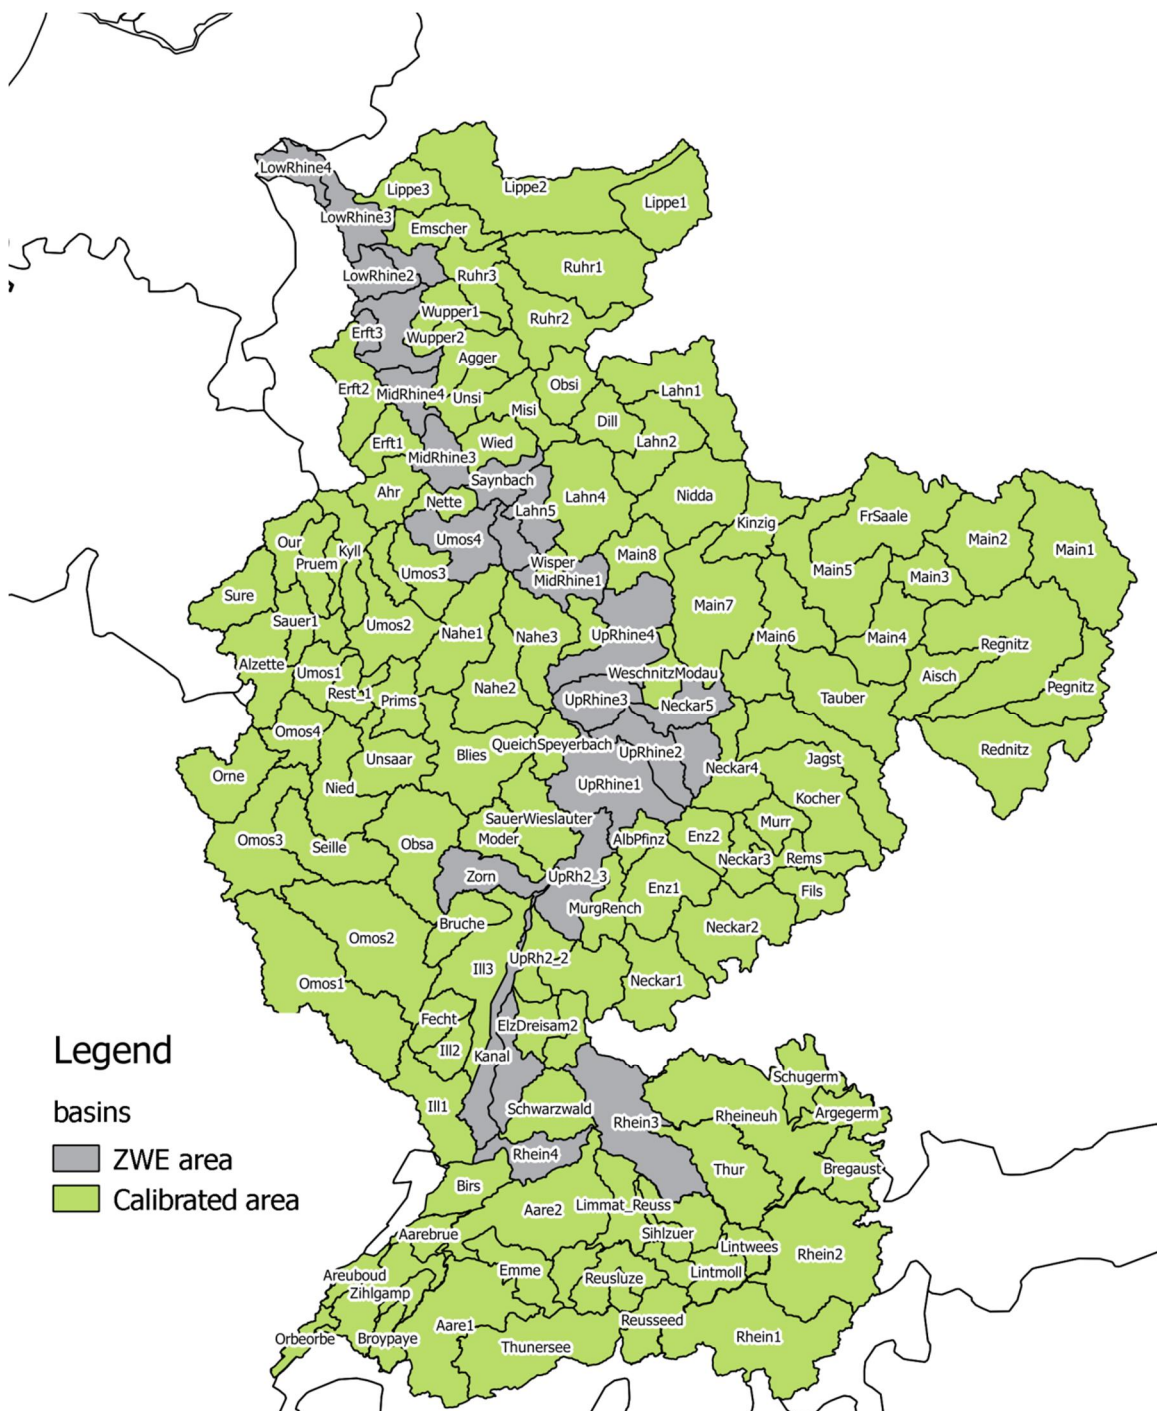 LowRhine4
Lippe3
Lippe2
Lippe1
LowRhine3
Emscher
LowRhine2
Ruhr3
Ruhr1
Wupper1
Ruhr2
Erft3
Wupper2
Agger
Erft2
MidRhine4
Unsi
Obsi
Lahn1
Misi
Dill
Erft1
Wied
Lahn2
MidRhine3
Saynbach
Ahr
Nette
Lahn4
Nidda
Lahn5
Kinzig
FrSaale
Our
Kyll
Umos4
Main2
Main1
Pruem
Umos3
Wisper
Main8
MidRhine1
Main5
Main3
Sure
Main7
Sauer1
Umos2
Nahe1
Nahe3
UpRhine4
Main6
Main4
Regnitz
Alzette
Umos1
WeschnitzModau
Aisch
Rest_1
Prims
Nahe2
UpRhine3
Neckar5
Tauber
Pegnitz
Omos4
QueichSpeyerbach
UpRhine2
Rednitz
Orne
Unsaar
Blies
Neckar4
Jagst
Nied
UpRhine1
Kocher
SauerWieslauter
Murr
Omos3
Seille
Obsa
Moder
AlbPfinz
Enz2
Neckar3
Rems
Zorn
UpRh2_3
Enz1
Fils
MurgRench
Bruche
Neckar2
Omos2
UpRh2_2
Ill3
Neckar1
Omos1
Fecht
ElzDreisam2
Legend
Ill2
Kanal
basins
Ill1
Schwarzwald
Rhein3
Schugerm
Rheineuh
Argegerm
ZWE area
Rhein4
Thur
Bregaust
Calibrated area
Birs
Aare2
Limmat_Reuss
Aarebrue
Sihlzuer
Lintwees
Rhein2
Areuboud
Emme
Reusluze
Lintmoll
Zihlgamp
Orbeorbe
Broypaye
Aare1
Reusseed
Rhein1
Thunersee